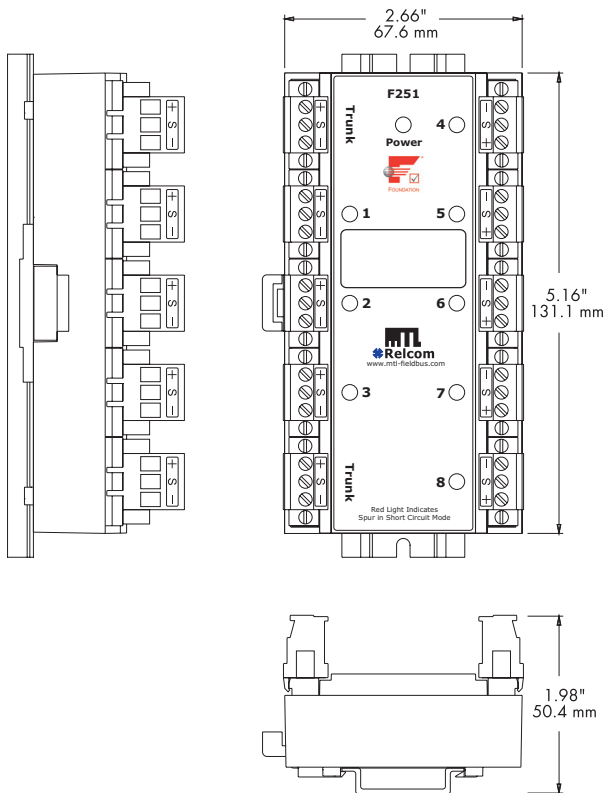 2.66"
67.6 mm
F251
Trunk
Power
4
FOUNDATION
1
5
2
6
MTL
Relcom
www.mtl-fieldbus.com
3
7
Trunk
8
Red Light Indicates
Spur in Short Circuit Mode
+ S -
+ S -
+ S -
+ S -
+ S -
+ S -
+ S -
+ S -
+ S -
+ S -
- S +
- S +
- S +
- S +
- S +
5.16"
131.1 mm
1.98"
50.4 mm